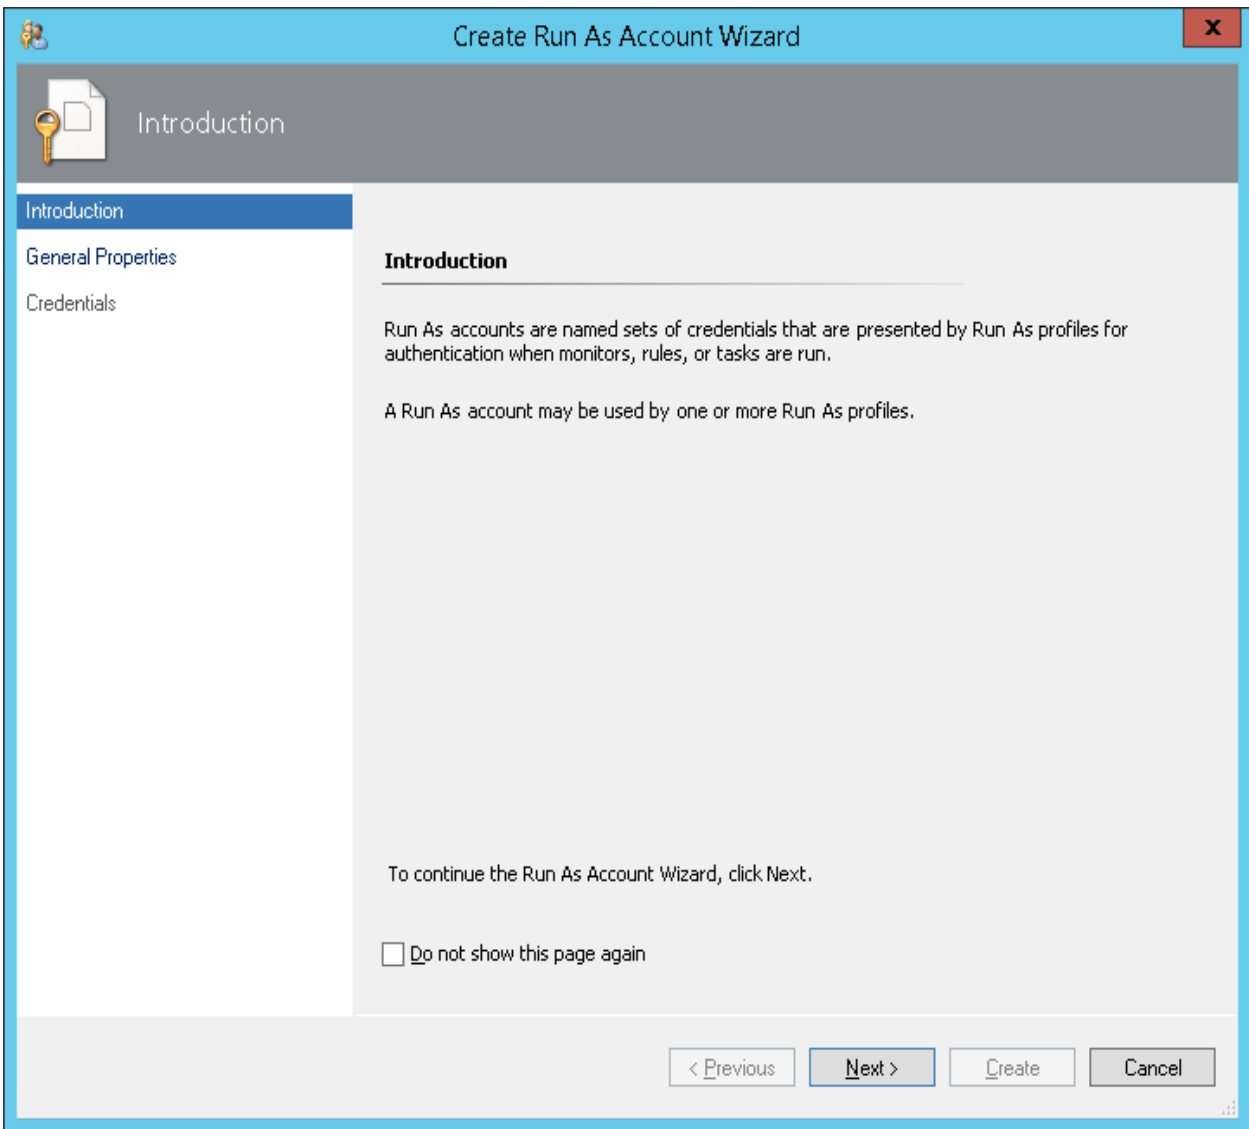 Create Run As Account Wizard
x
Introduction
Introduction
General Properties
Credentials
Introduction
Run As accounts are named sets of credentials that are presented by Run As profiles for
authentication when monitors, rules, or tasks are run.
A Run As account may be used by one or more Run As profiles.
To continue the Run As Account Wizard, click Next.
Do not show this page again
< Previous
Next >
Create
Cancel